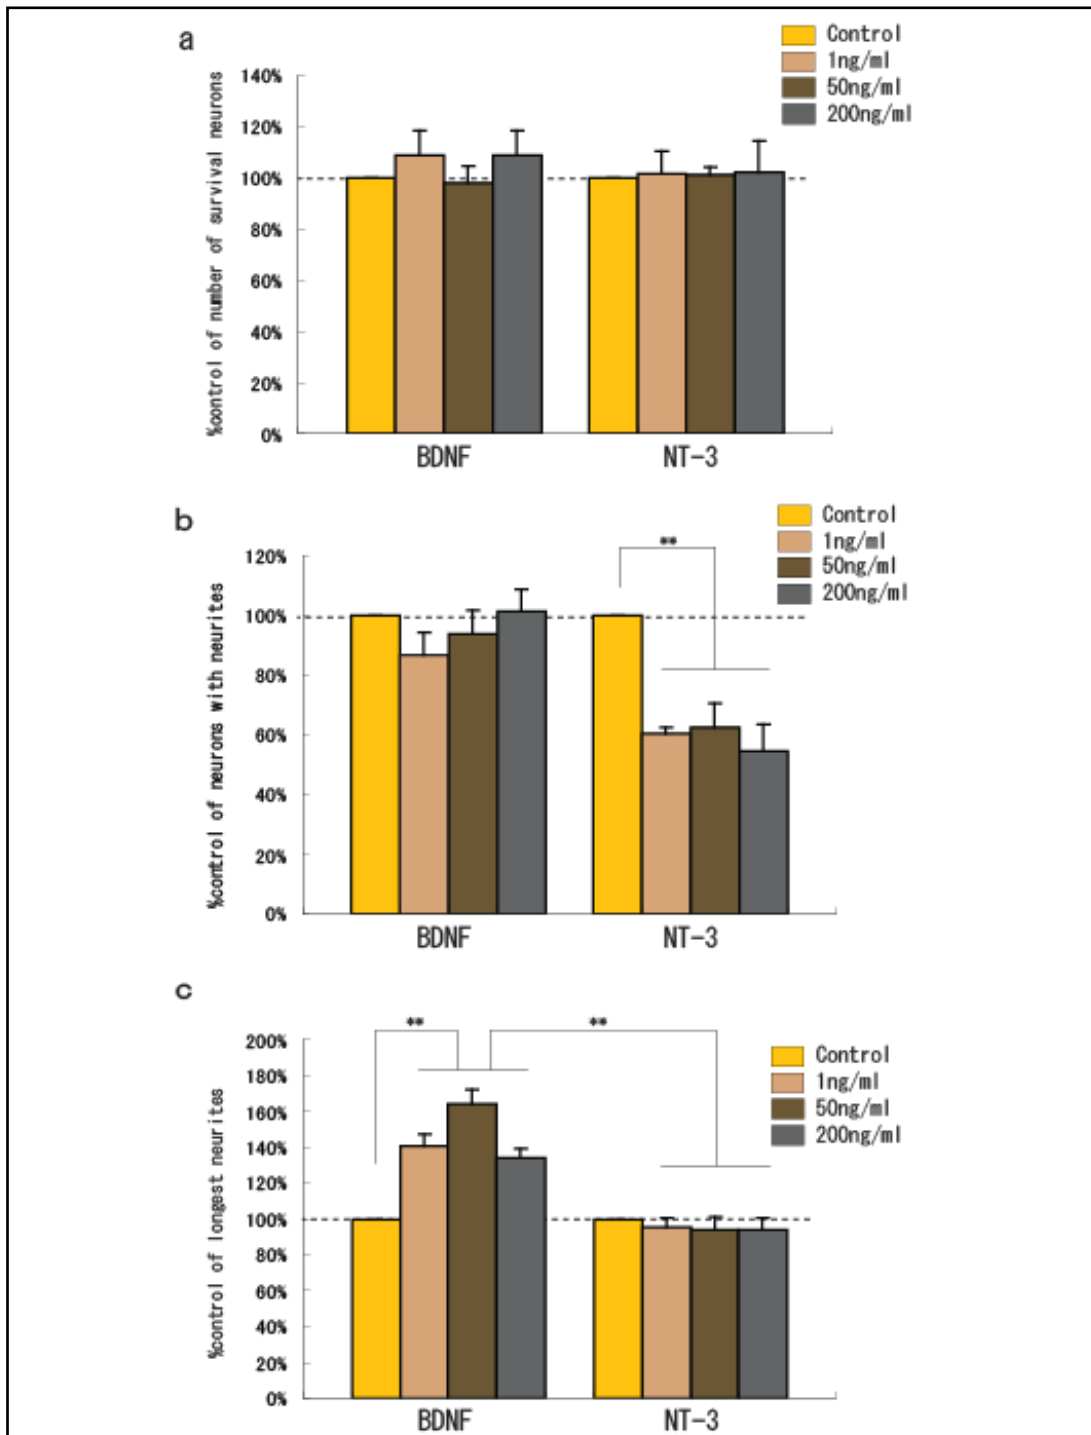 a
Control
1ng/ml
50ng/ml
200ng/ml
%control of number of survival neurons
140%
120%
100%
80%
60%
40%
20%
0%
BDNF NT-3
b
Control
1ng/ml
50ng/ml
200ng/ml
**
%control of neurons with neurites
120%
100%
80%
60%
40%
20%
0%
BDNF NT-3
c
** **
Control
1ng/ml
50ng/ml
200ng/ml
%control of longest neurites
200%
180%
160%
140%
120%
100%
80%
60%
40%
20%
0%
BDNF NT-3